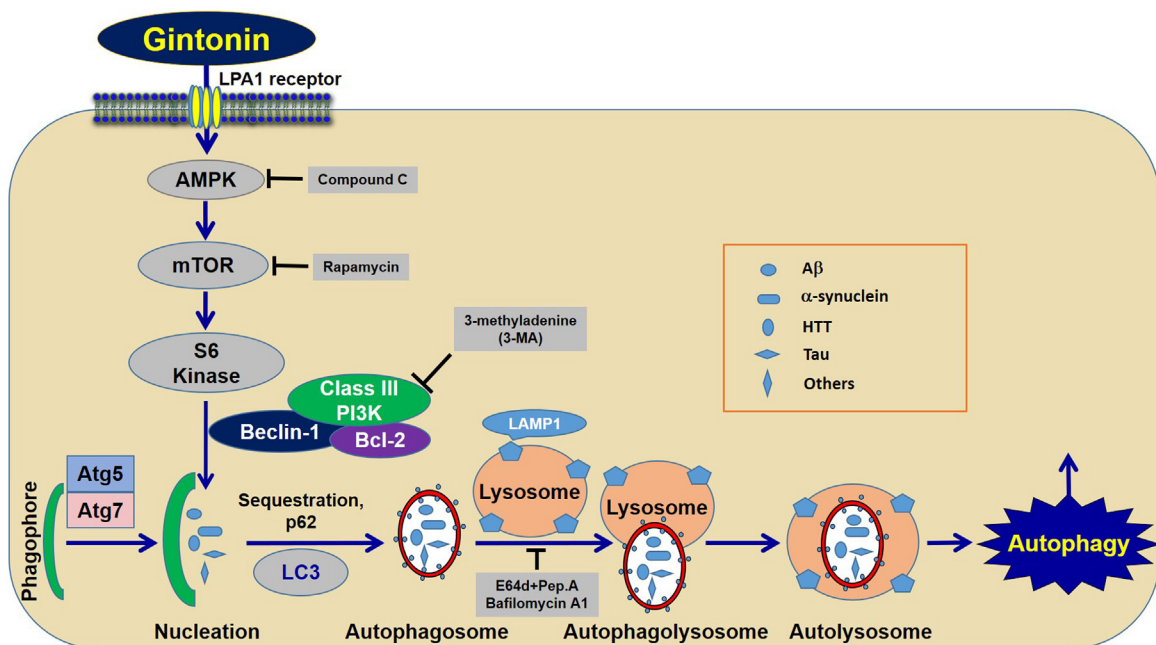 Gintonin
LPA1 receptor
AMPK
Compound C
mTOR
Rapamycin
S6
Kinase
3-methyladenine
(3-MA)
Class III
PI3K
Beclin-1
Bcl-2
Aβ
α-synuclein
HTT
Tau
Others
LAMP1
Lysosome
Lysosome
Phagophore
Atg5
Atg7
Sequestration,
p62
LC3
E64d+Pep.A
Bafilomycin A1
Autophagy
Nucleation
Autophagosome
Autophagolysosome
Autolysosome